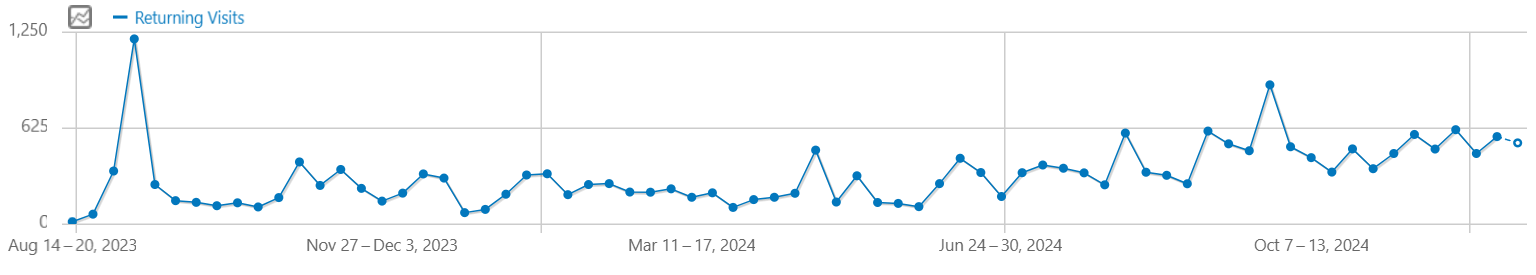 Returning Visits
1,250
625
0
Aug 14 – 20, 2023 Nov 27 – Dec 3, 2023 Mar 11 – 17, 2024 Jun 24 – 30, 2024 Oct 7 – 13, 2024